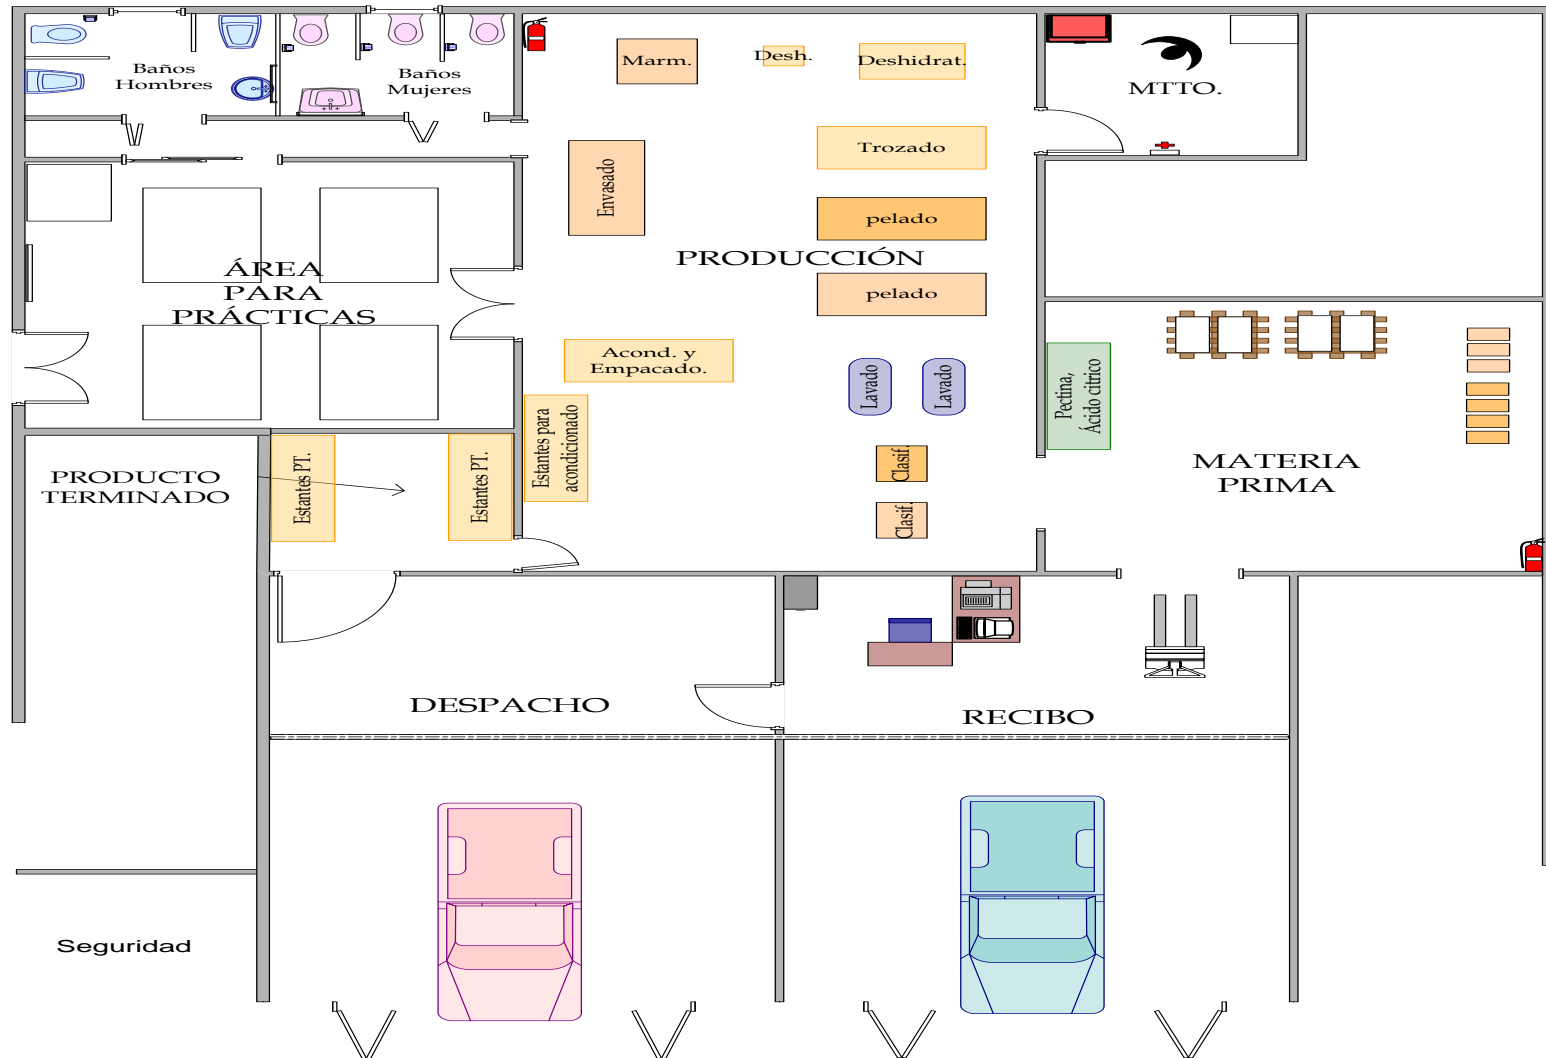 Baños
Hombres
Baños
Mujeres
Marm.
Desh.
Deshidrat.
MTTO.
Trozado
Envasado
pelado
PRODUCCIÓN
pelado
ÁREA
PARA
PRÁCTICAS
Acond. y
Empacado.
Lavado
Lavado
Pectina,
Ácido citrico
Estantes para
acondicionado
Clasif.
Clasif.
MATERIA
PRIMA
PRODUCTO
TERMINADO
Estantes PT.
Estantes PT.
DESPACHO
RECIBO
Seguridad